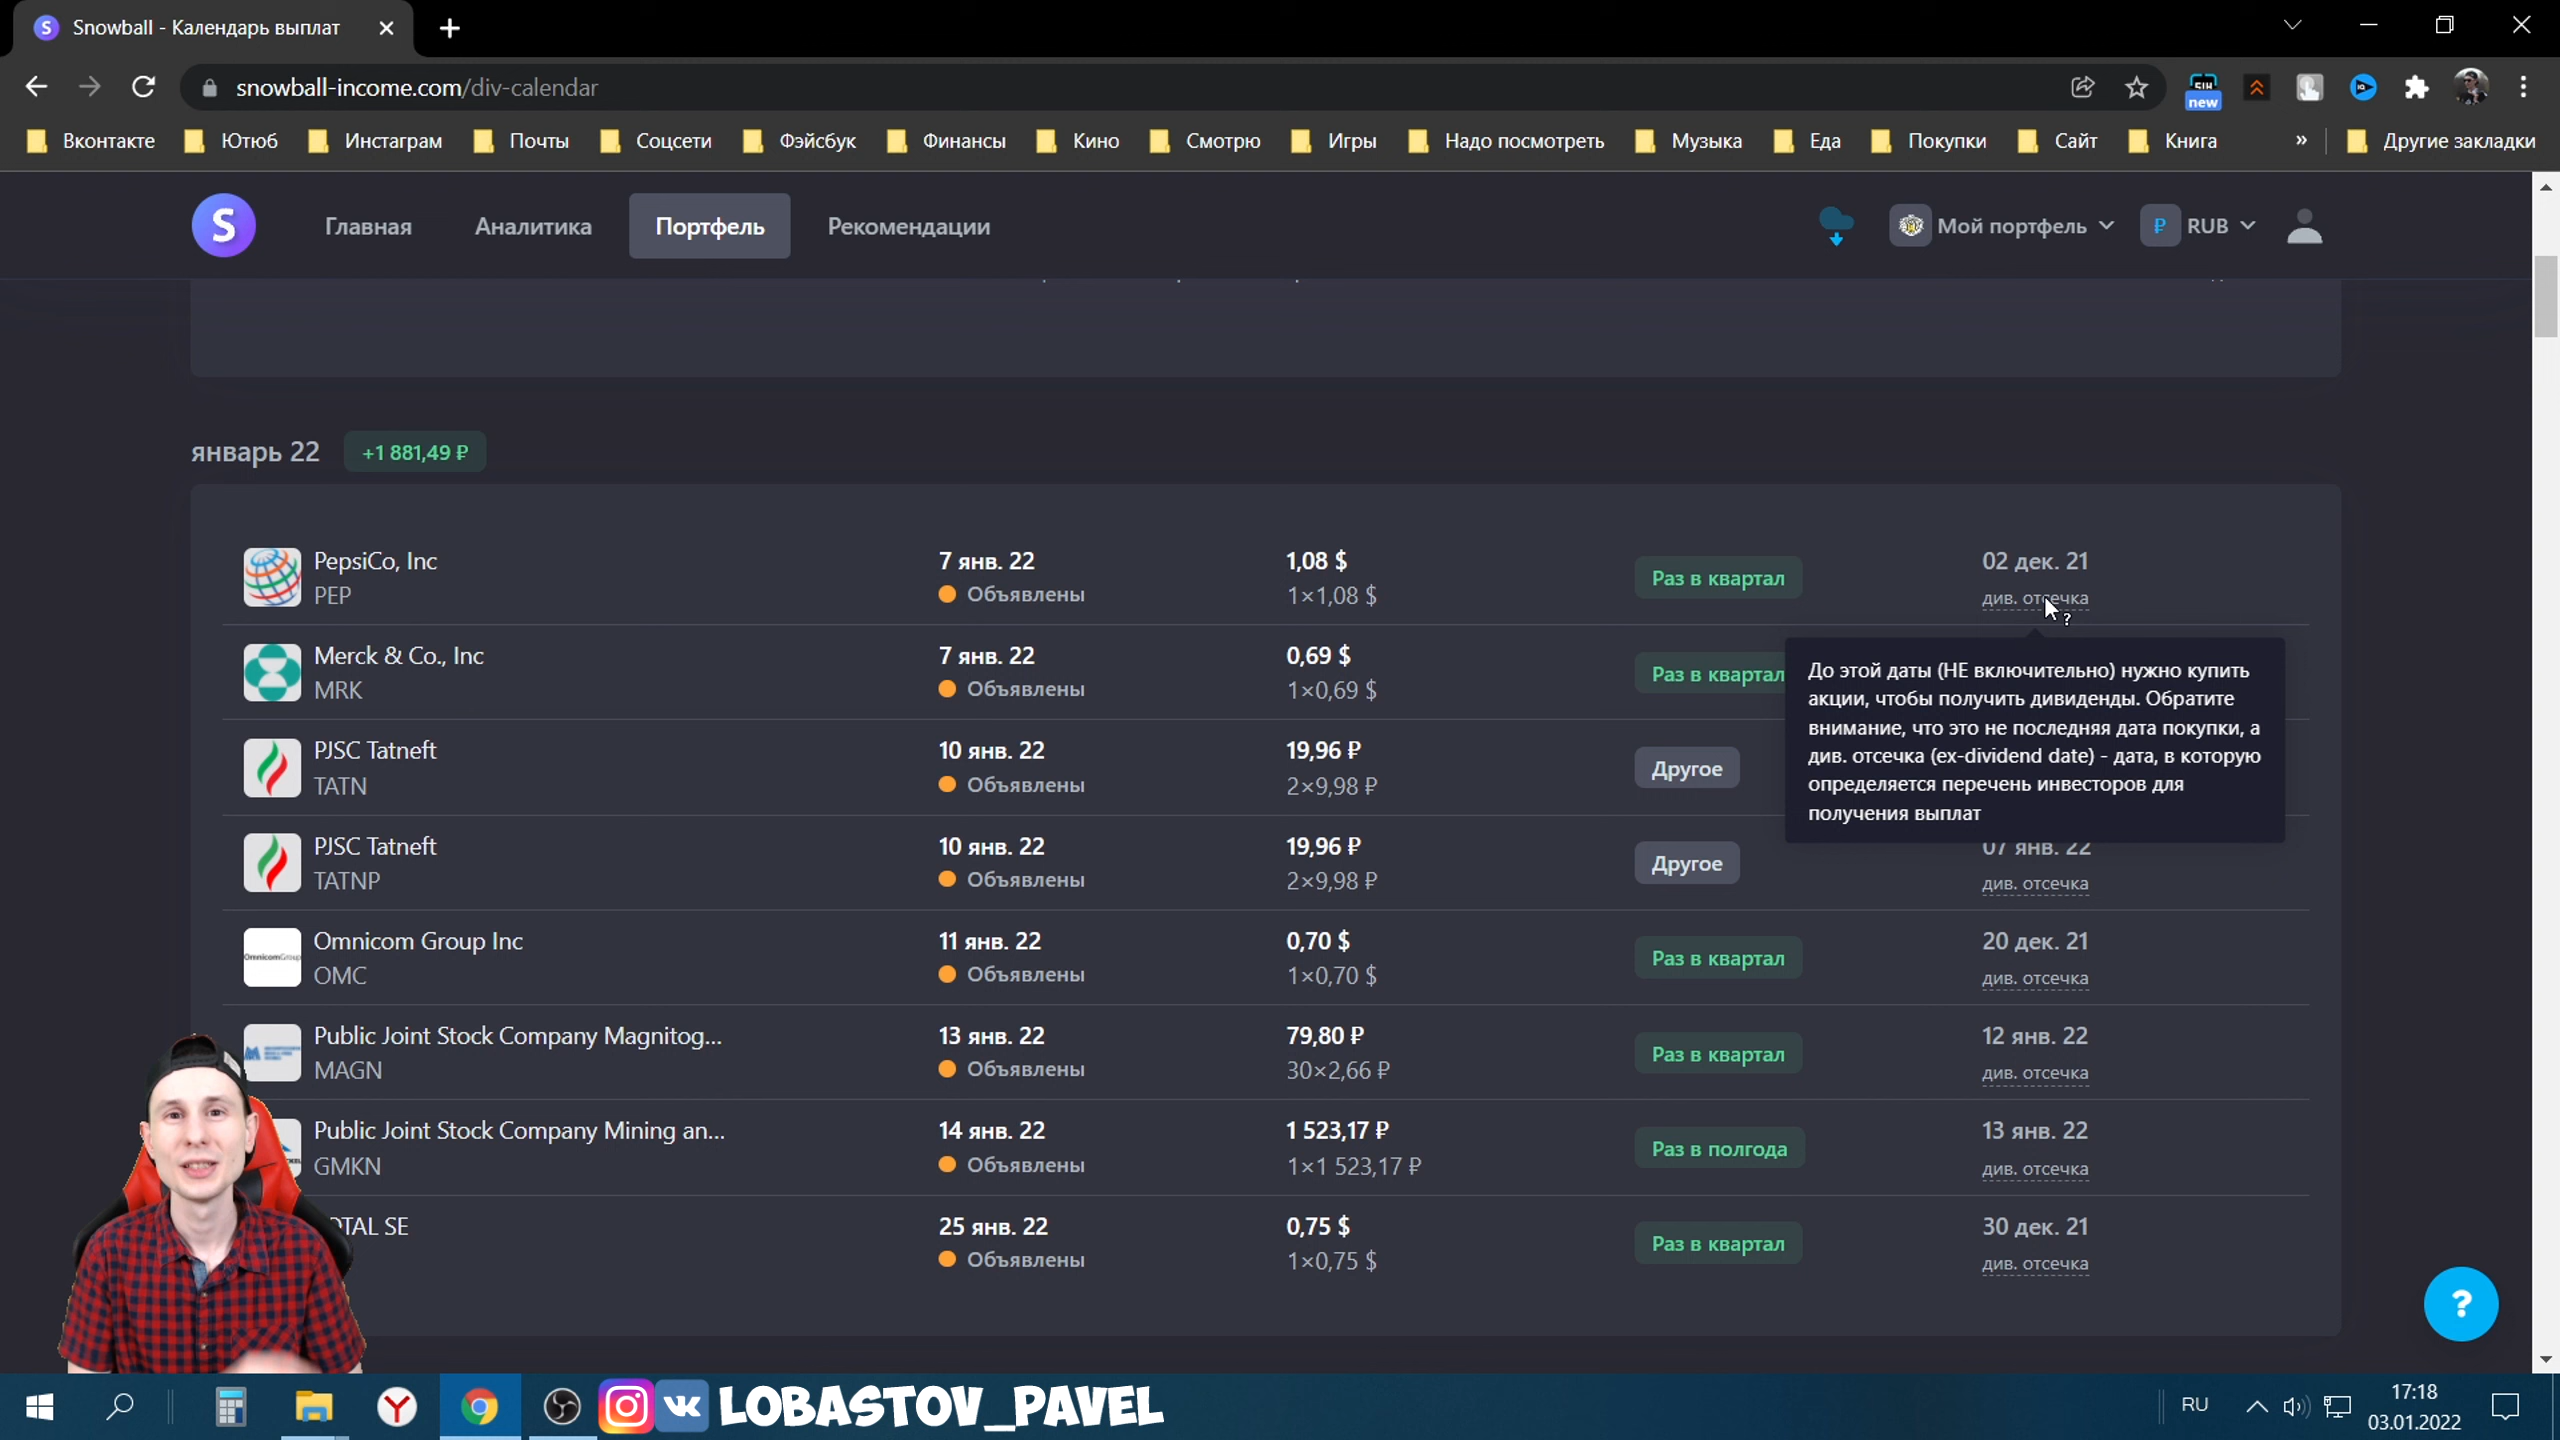 Snowball - Календарь выплат
snowball-income.com/div-calendar
new
Вконтакте Ютюб Инстаграм Почты Соцсети Фэйсбук Финансы Кино Смотрю Игры Надо посмотреть Музыка Еда Покупки Сайт Книга » Другие закладки
S Главная Аналитика Портфель Рекомендации Мой портфель ₽ RUB
январь 22 +1 881,49 ₽
PepsiCo, Inc 7 янв. 22 1,08 $ Раз в квартал 02 дек. 21
PEP Объявлены 1×1,08 $ див. отсечка
Merck & Co., Inc 7 янв. 22 0,69 $ Раз в квартал
MRK Объявлены 1×0,69 $
До этой даты (НЕ включительно) нужно купить
акции, чтобы получить дивиденды. Обратите
внимание, что это не последняя дата покупки, а
див. отсечка (ex-dividend date) - дата, в которую
определяется перечень инвесторов для
получения выплат
PJSC Tatneft 10 янв. 22 19,96 ₽ Другое
TATN Объявлены 2×9,98 ₽
PJSC Tatneft 10 янв. 22 19,96 ₽ Другое 07 янв. 22
TATNP Объявлены 2×9,98 ₽ див. отсечка
OmnicomGroup
Omnicom Group Inc 11 янв. 22 0,70 $ Раз в квартал 20 дек. 21
OMC Объявлены 1×0,70 $ див. отсечка
Public Joint Stock Company Magnitog... 13 янв. 22 79,80 ₽ Раз в квартал 12 янв. 22
MAGN Объявлены 30×2,66 ₽ див. отсечка
Public Joint Stock Company Mining an... 14 янв. 22 1 523,17 ₽ Раз в полгода 13 янв. 22
GMKN Объявлены 1×1 523,17 ₽ див. отсечка
OTAL SE 25 янв. 22 0,75 $ Раз в квартал 30 дек. 21
Объявлены 1×0,75 $ див. отсечка
?
LOBASTOV_PAVEL
RU 17:18
03.01.2022